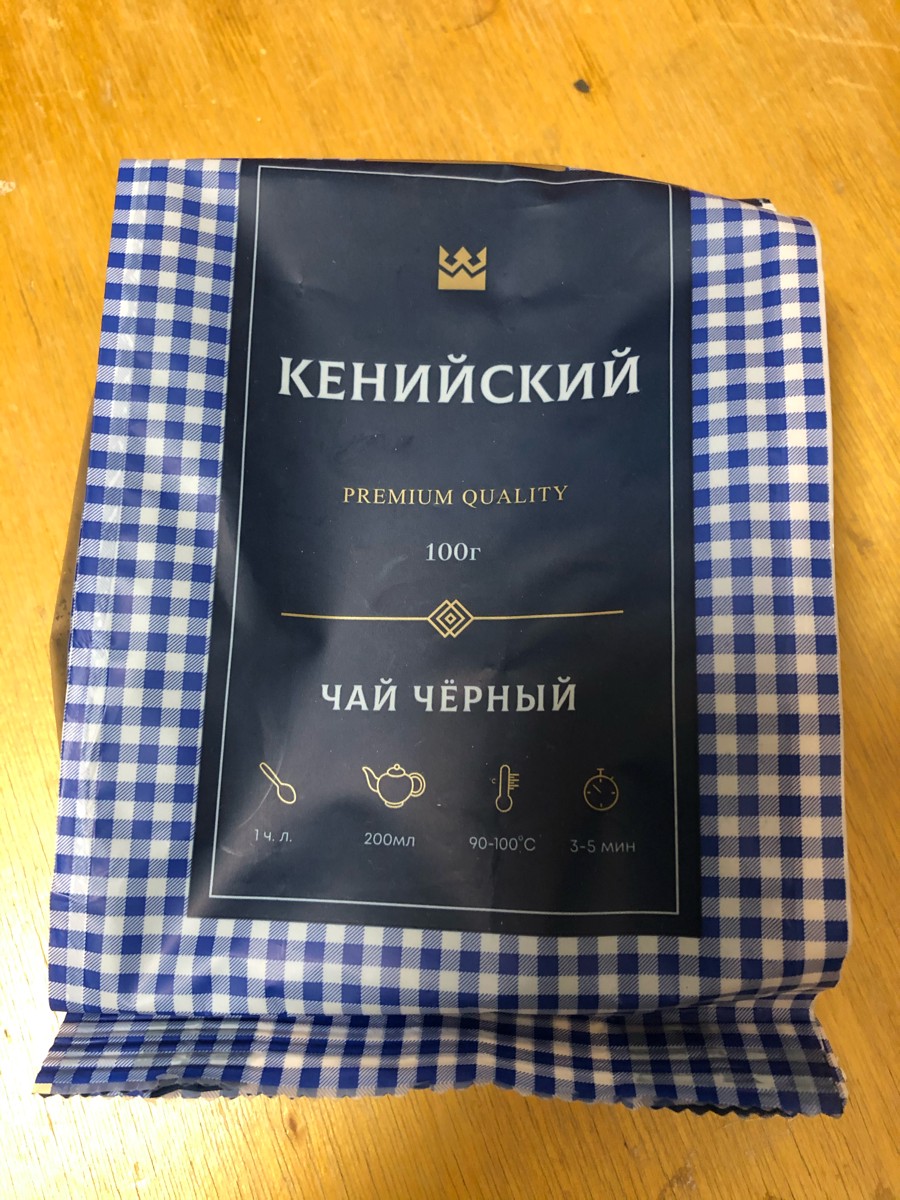 КЕНИЙСКИЙ
PREMIUM QUALITY
100г
ЧАЙ ЧЁРНЫЙ
1 ч. л. 200мл 90-100°C 3-5 мин